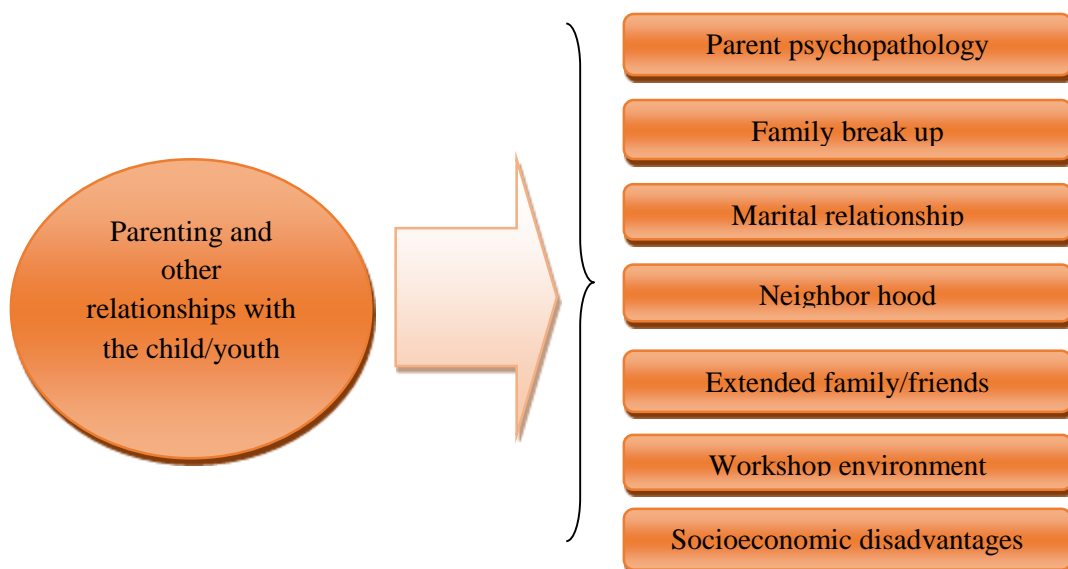 Parenting and
other
relationships with
the child/youth
Parent psychopathology
Family break up
Marital relationship
Neighbor hood
Extended family/friends
Workshop environment
Socioeconomic disadvantages